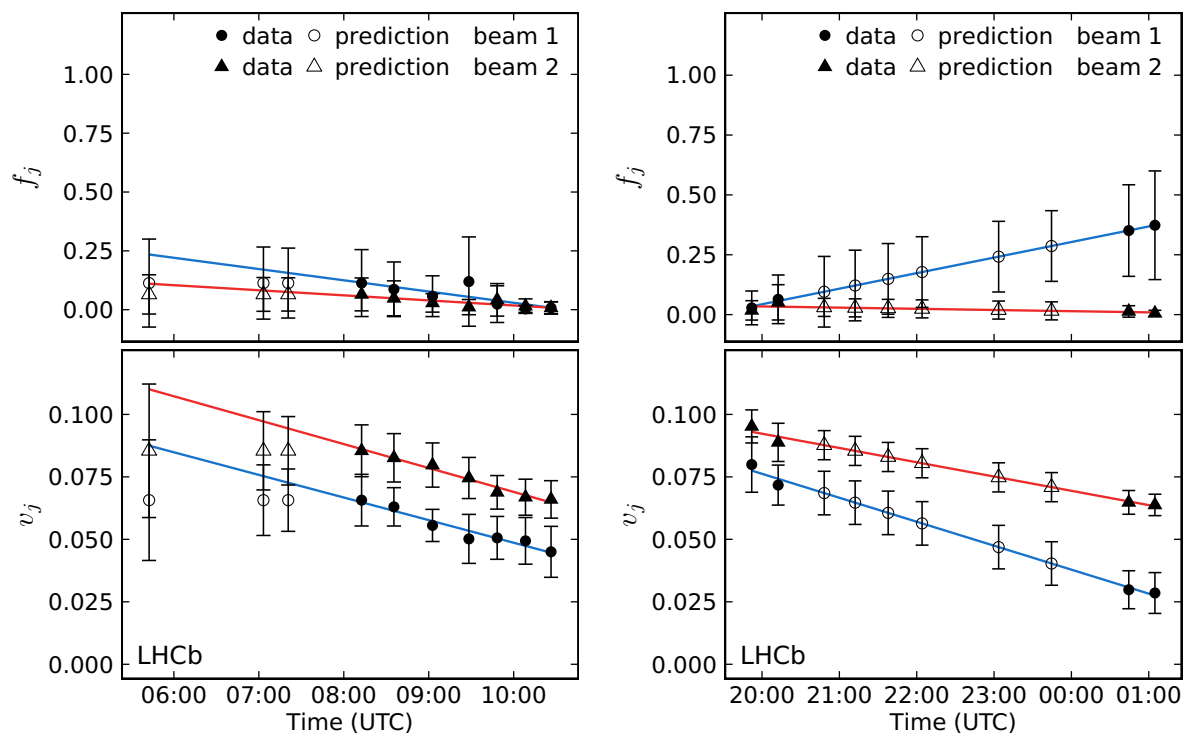 data prediction beam 1
data prediction beam 2
1.00
0.75
0.50
0.25
0.00
f_j
data prediction beam 1
data prediction beam 2
1.00
0.75
0.50
0.25
0.00
f_j
0.100
0.075
0.050
0.025
0.000
v_j
LHCb
06:00 07:00 08:00 09:00 10:00
Time (UTC)
0.100
0.075
0.050
0.025
0.000
v_j
LHCb
20:00 21:00 22:00 23:00 00:00 01:00
Time (UTC)